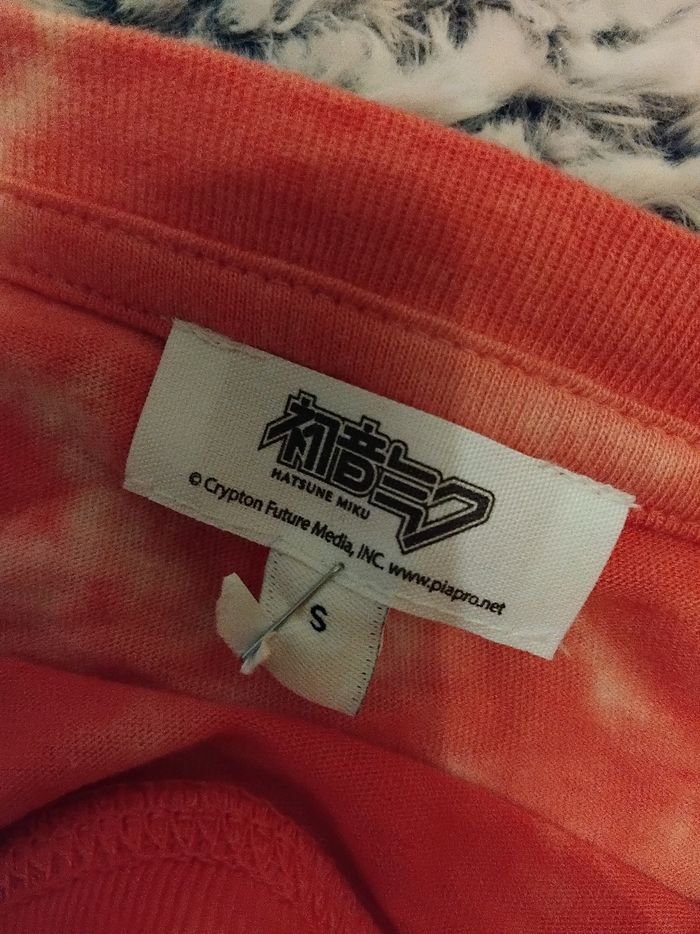 初音ミク
HATSUNE MIKU
© Crypton Future Media, INC. www.piapro.net
S